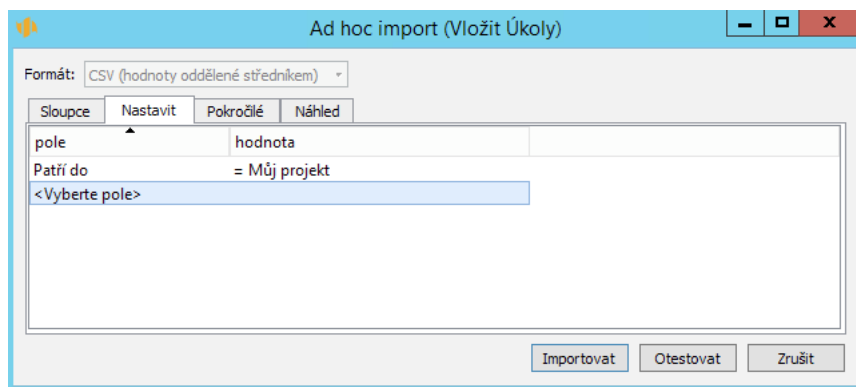 Ad hoc import (Vložit Úkoly)
Formát: CSV (hodnoty oddělené středníkem)
Sloupce Nastavit Pokročilé Náhled
pole hodnota
Patří do = Můj projekt
<Vyberte pole>
Importovat Otestovat Zrušit